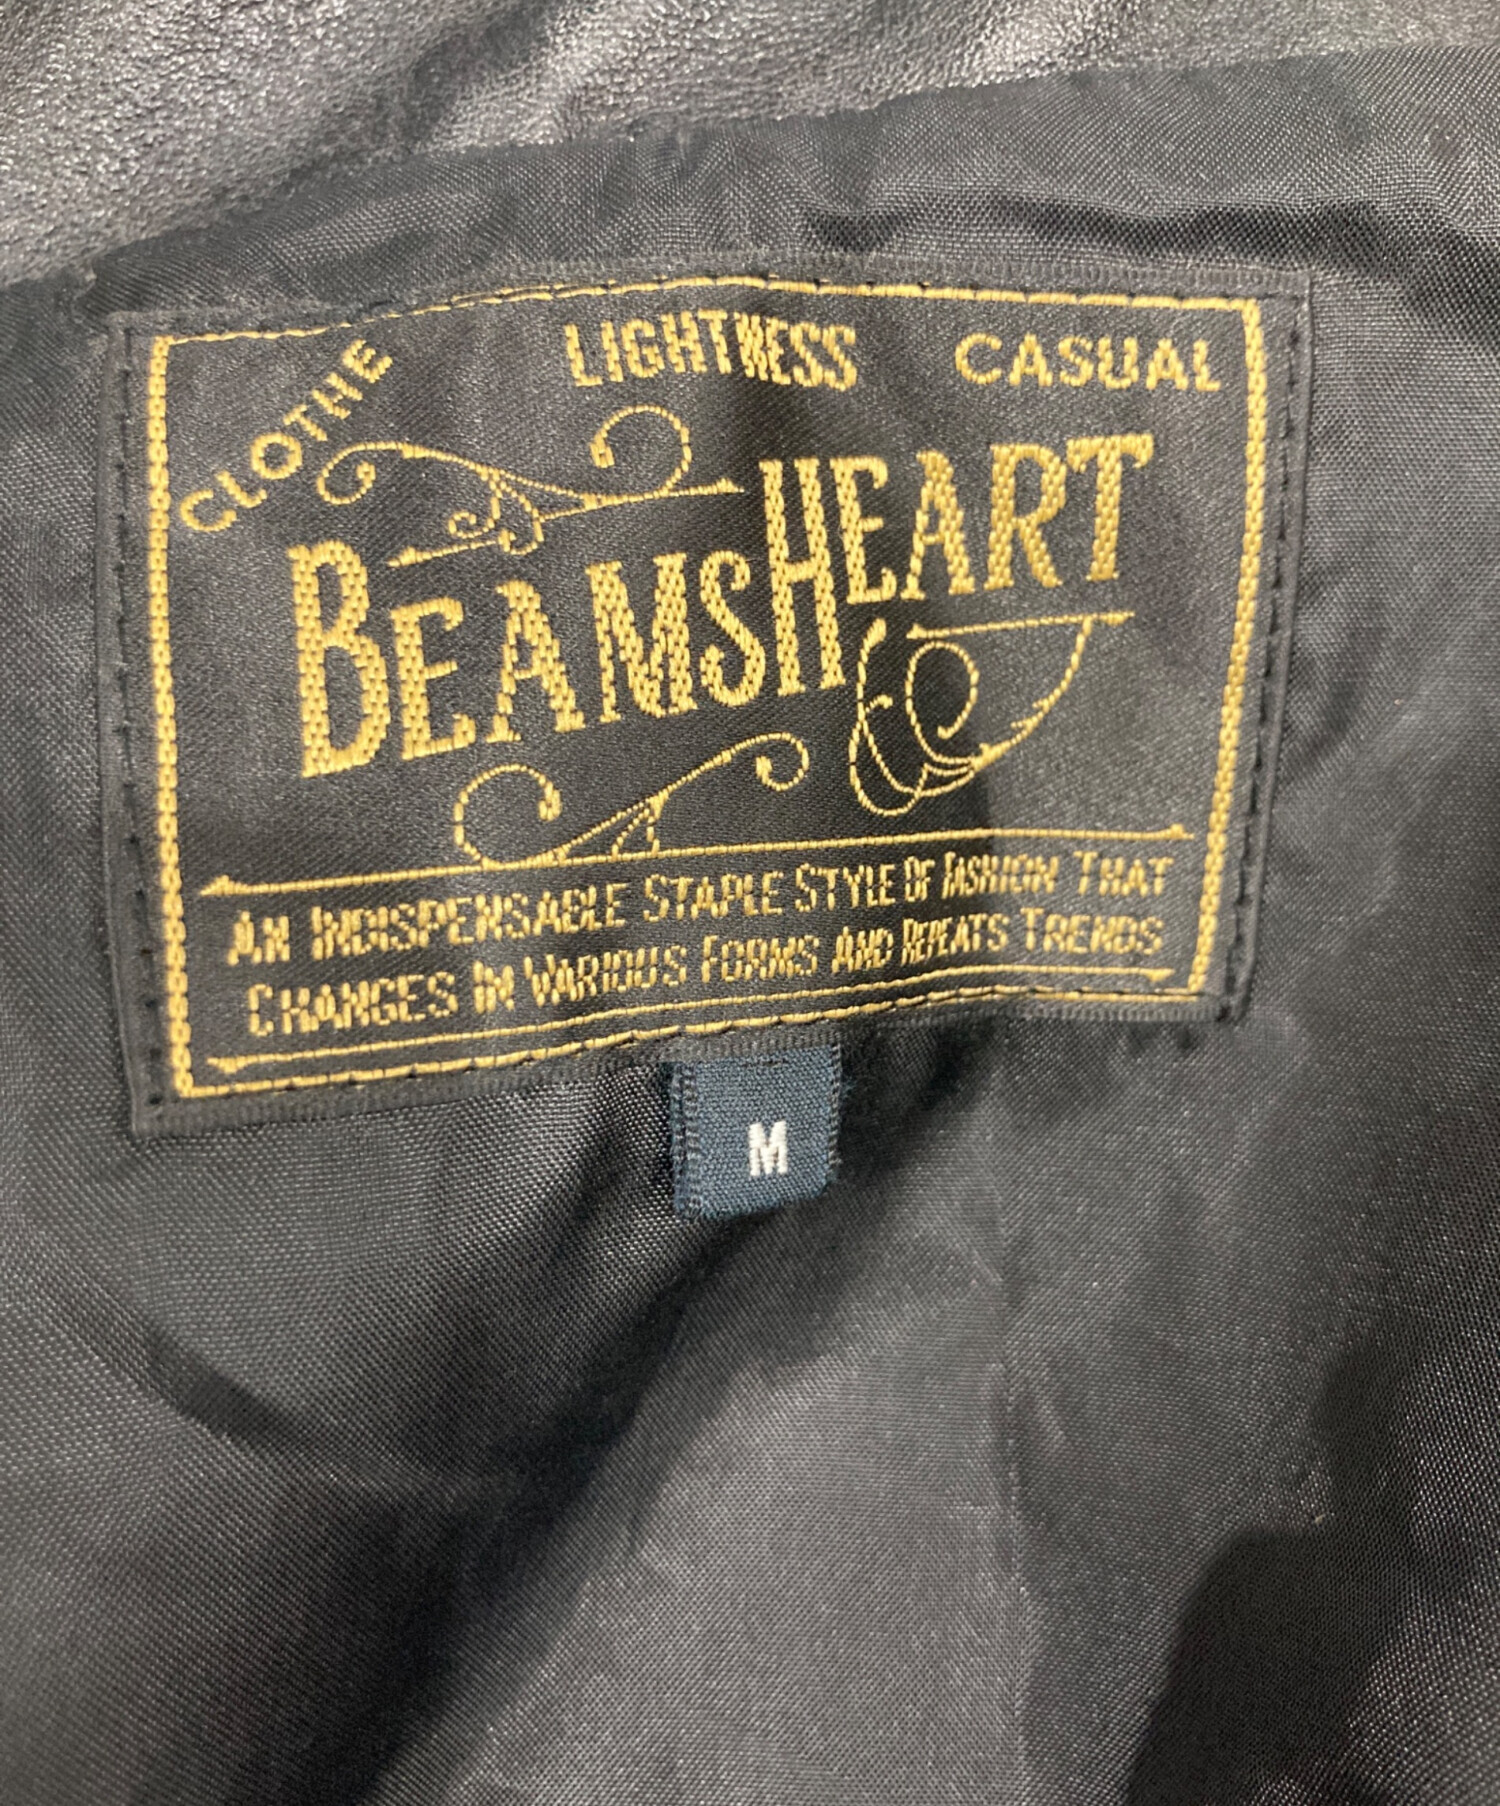 CLOTHE LIGHTNESS CASUAL
BEAMSHEART
AN INDISPENSABLE STAPLE STYLE OF FASHION THAT
CHANGES IN VARIOUS FORMS AND REPEATS TRENDS
M